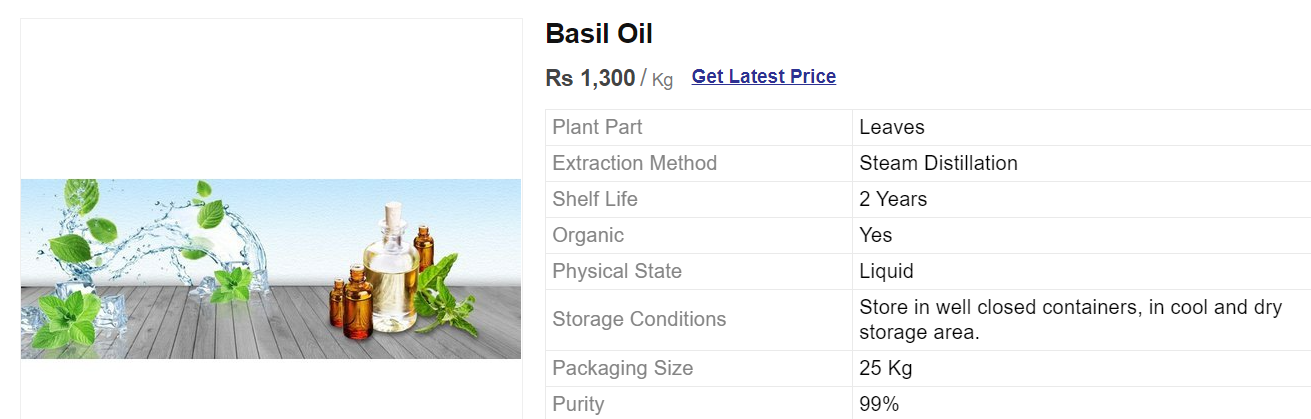 Basil Oil
Rs 1,300 / Kg Get Latest Price
Plant Part Leaves
Extraction Method Steam Distillation
Shelf Life 2 Years
Organic Yes
Physical State Liquid
Storage Conditions Store in well closed containers, in cool and dry
storage area.
Packaging Size 25 Kg
Purity 99%